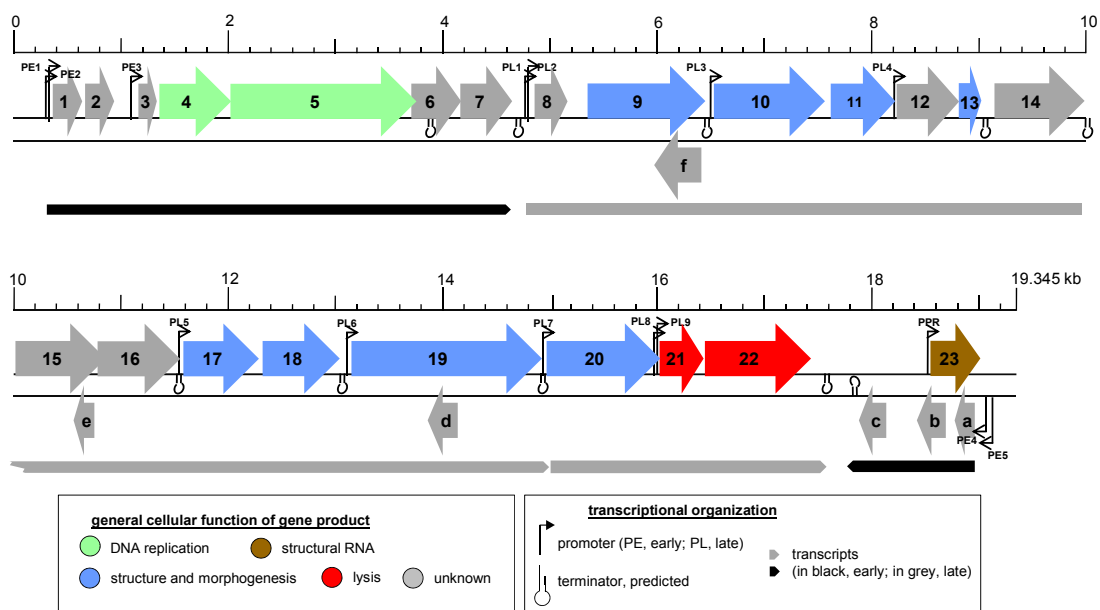 0 2 4 6 8 10
PE1 PE2 PE3 PL1 PL2 PL3 PL4
1 2 3 4 5 6 7 8 9 10 11 12 13 14
f
10 12 14 16 18 19.345 kb
PL5 PL6 PL7 PL8 PL9 PPR
15 16 17 18 19 20 21 22 23
e d c b a
PE4
PE5
general cellular function of gene product
DNA replication structural RNA
structure and morphogenesis lysis unknown
transcriptional organization
promoter (PE, early; PL, late)
terminator, predicted
transcripts
(in black, early; in grey, late)